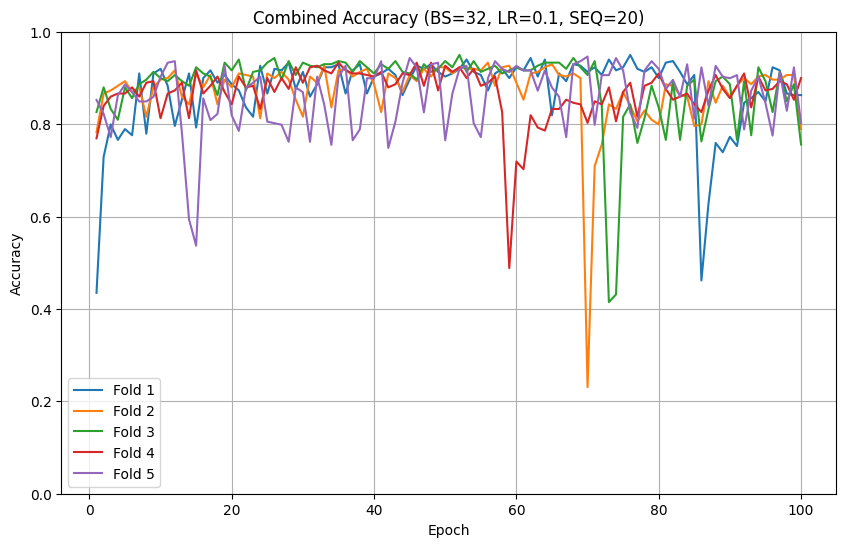 Combined Accuracy (BS=32, LR=0.1, SEQ=20)
Accuracy
1.0
0.8
0.6
0.4
0.2
0.0
Fold 1
Fold 2
Fold 3
Fold 4
Fold 5
0 20 40 60 80 100
Epoch